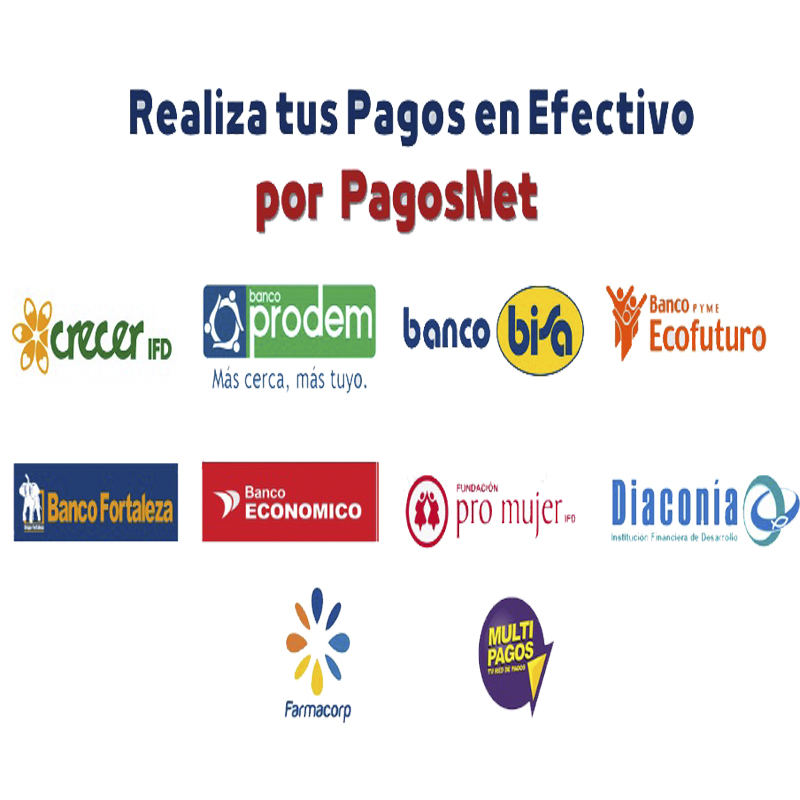 Realiza tus Pagos en Efectivo
por PagosNet
crecer IFD
banco
prodem
Más cerca, más tuyo.
banco bisa
Banco PYME
Ecofuturo
Banco Fortaleza
Banco
ECONOMICO
FUNDACIÓN
pro mujer IFD
Diaconía
Institución Financiera de Desarrollo
Farmacorp
MULTI
PAGOS
TU RED DE PAGOS